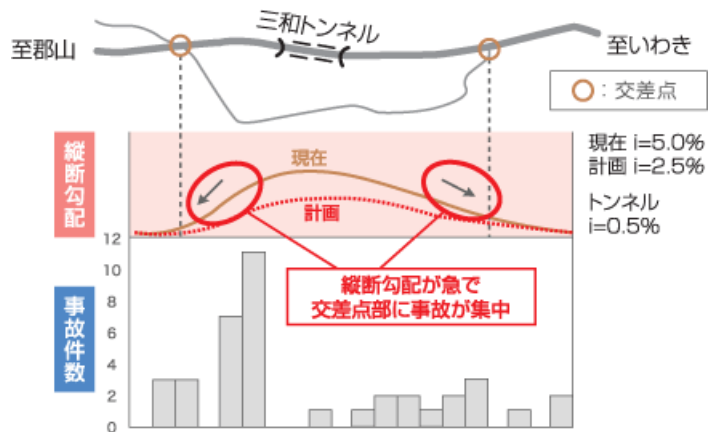 三和トンネル
至郡山
至いわき
○：交差点
縦断勾配
現在
計画
現在 i=5.0%
計画 i=2.5%
トンネル
i=0.5%
縦断勾配が急で
交差点部に事故が集中
事故件数
12
10
8
6
4
2
0